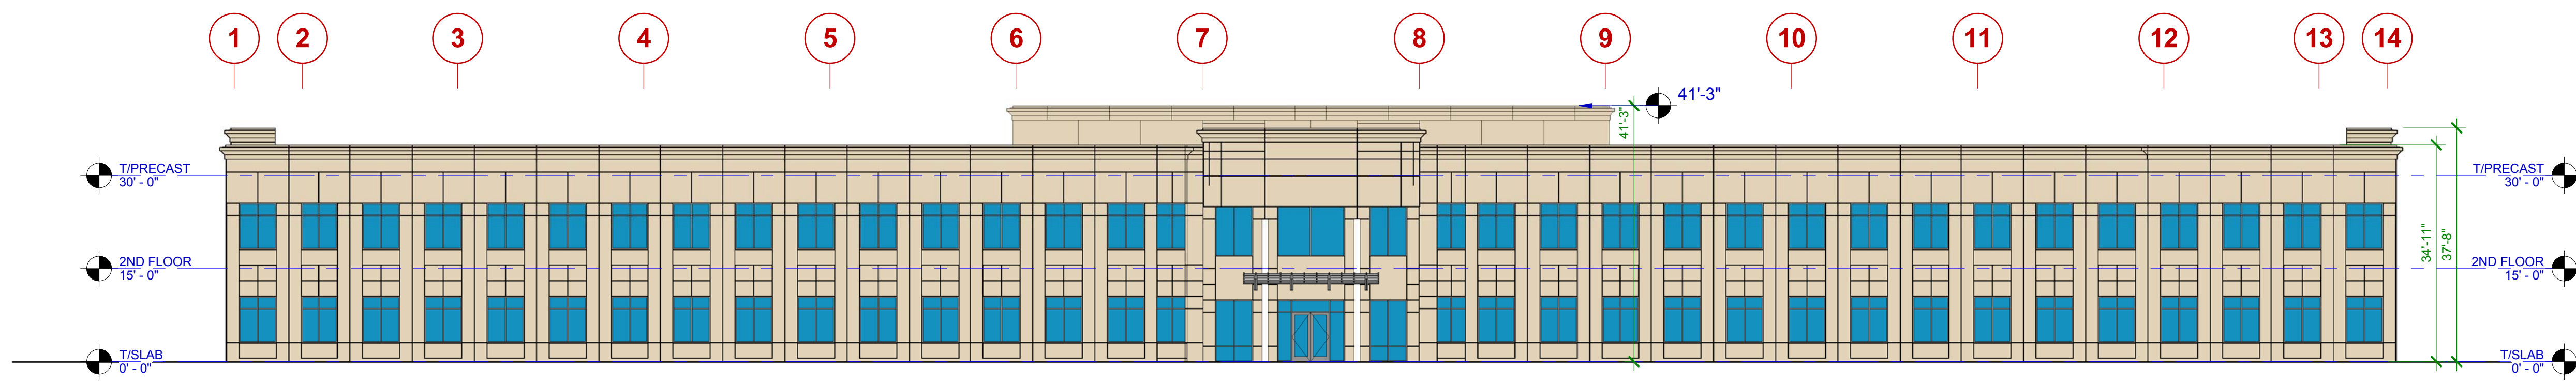 1 2 3 4 5 6 7 8 9 10 11 12 13 14
41'-3"
41'-3"
T/PRECAST
30' - 0"
T/PRECAST
30' - 0"
34'-11"
37'-8"
2ND FLOOR
15' - 0"
2ND FLOOR
15' - 0"
T/SLAB
0' - 0"
T/SLAB
0' - 0"